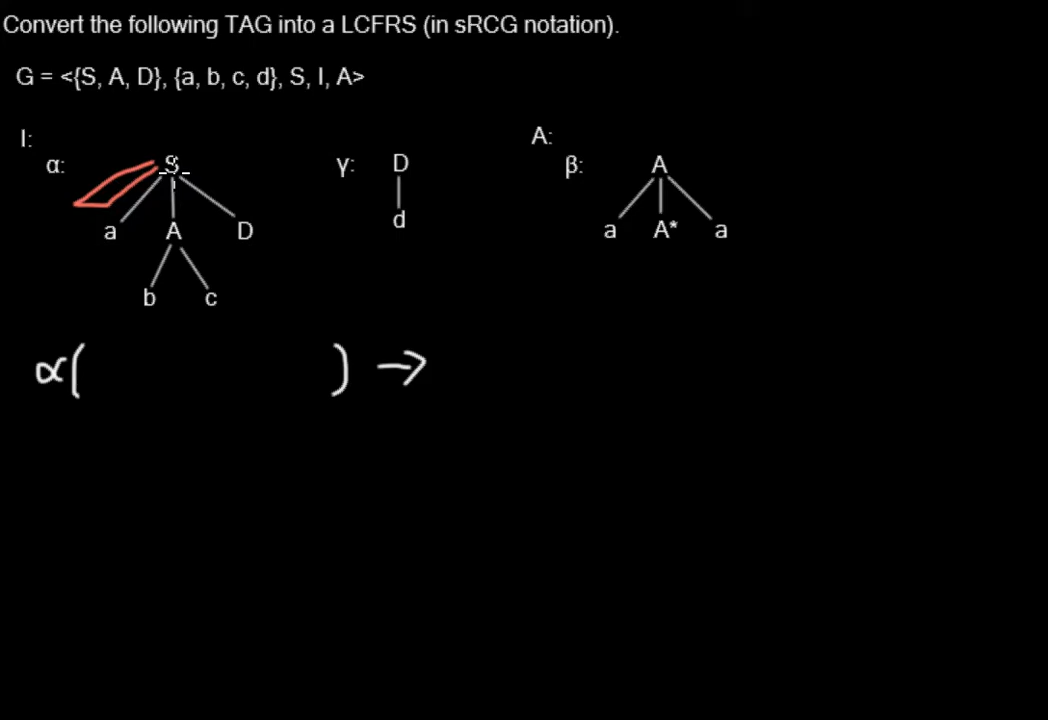 Convert the following TAG into a LCFRS (in sRCG notation).
G = <{S, A, D}, {a, b, c, d}, S, I, A>
I: A:
α: S γ: D β: A
a A D d a A* a
b c
α( ) →